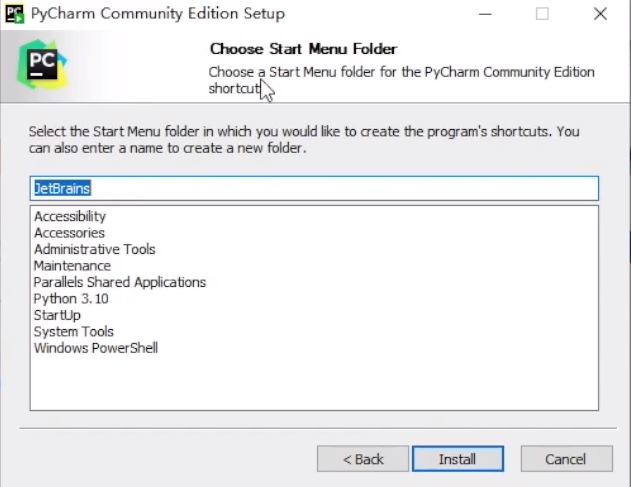 PC PyCharm Community Edition Setup
PC
Choose Start Menu Folder
Choose a Start Menu folder for the PyCharm Community Edition
shortcut
Select the Start Menu folder in which you would like to create the program's shortcuts. You
can also enter a name to create a new folder.
JetBrains
Accessibility
Accessories
Administrative Tools
Maintenance
Parallels Shared Applications
Python 3.10
StartUp
System Tools
Windows PowerShell
< Back
Install
Cancel